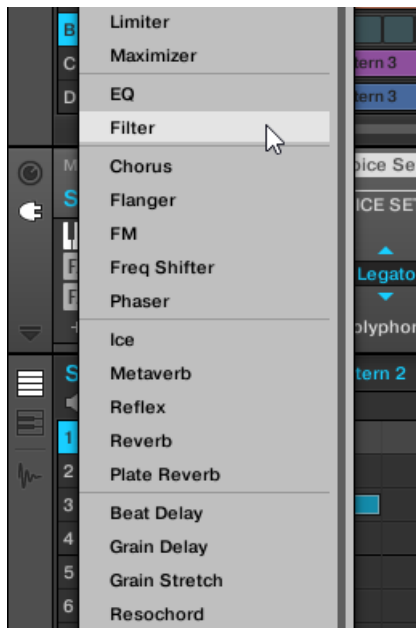 B
Limiter
C
Maximizer
tern 3
D
EQ
tern 3
Filter
M
Chorus
oice Se
S
Flanger
ICE SE
FM
F
Freq Shifter
Legato
F
Phaser
olyphon
+
Ice
S
Metaverb
tern 2
Reflex
1
Reverb
2
Plate Reverb
3
Beat Delay
4
Grain Delay
5
Grain Stretch
6
Resochord